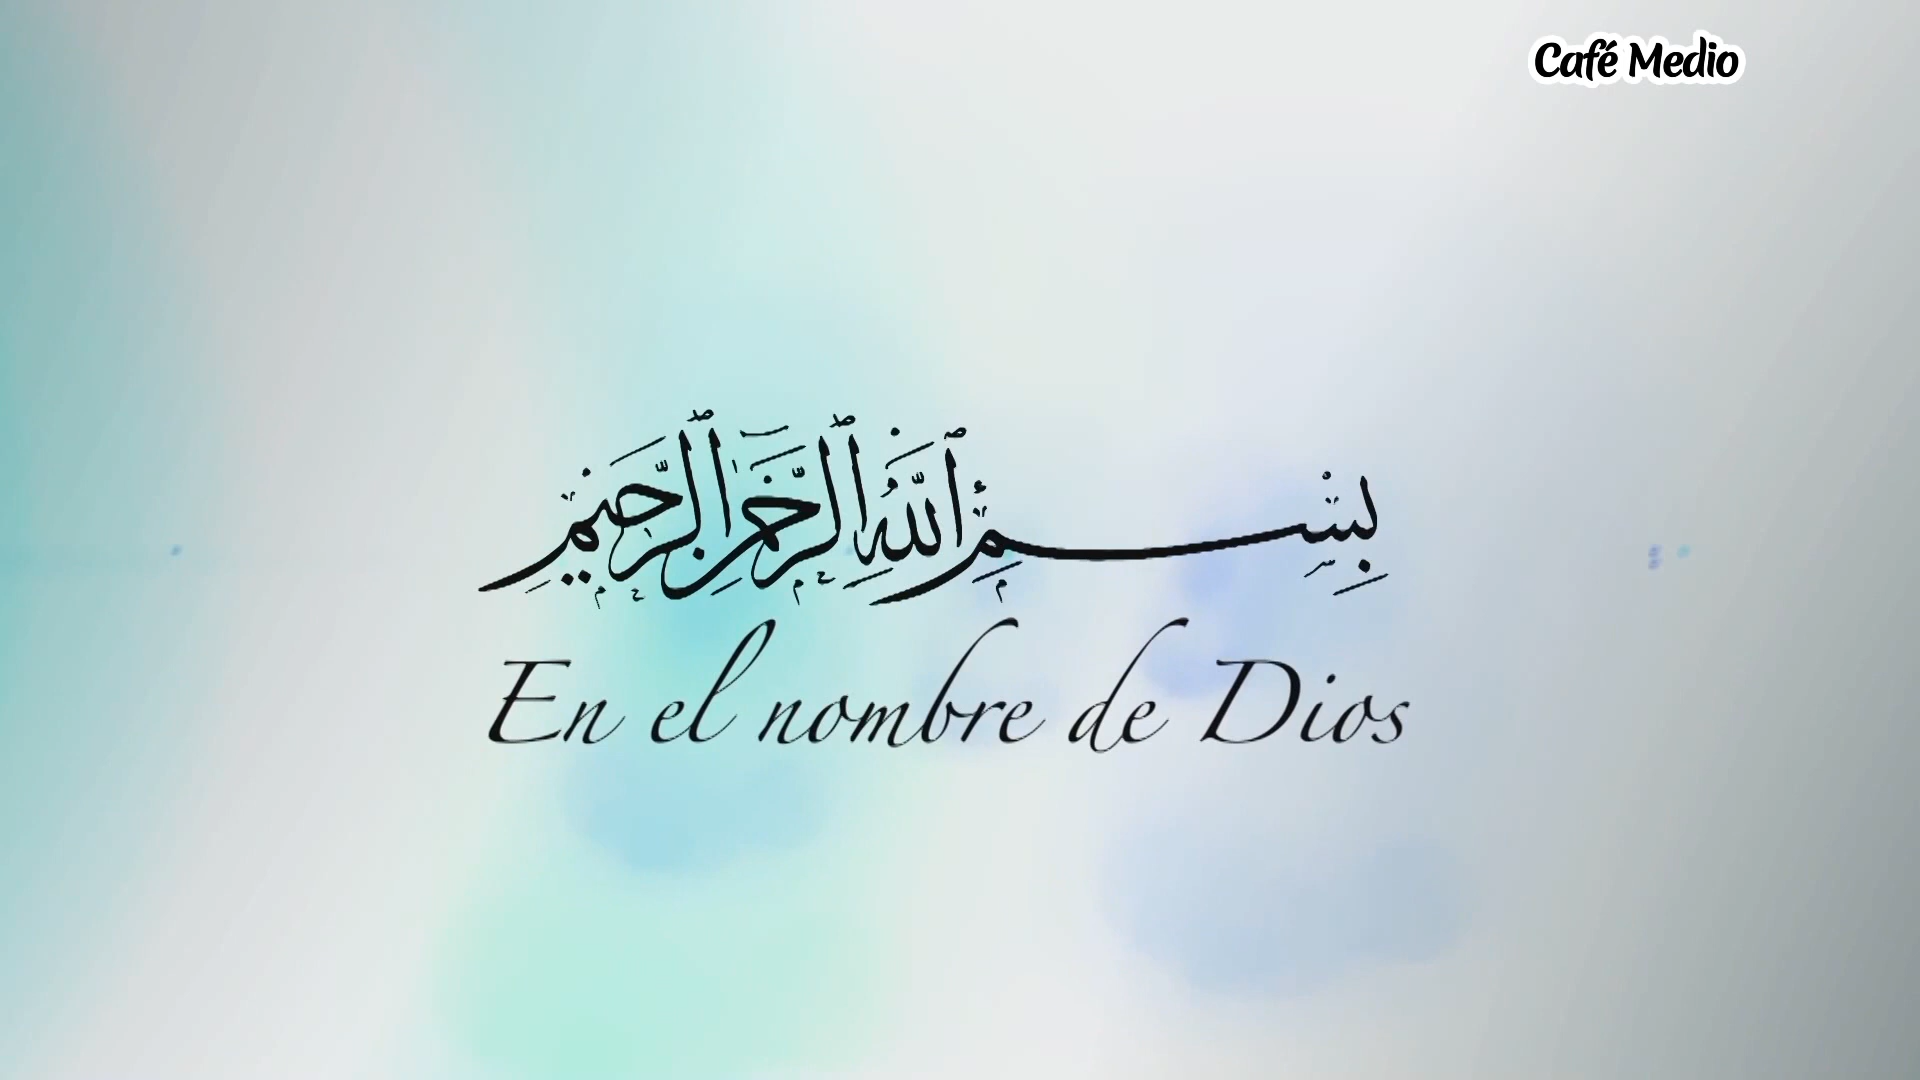 Café Medio
بِسْمِ ٱللَّهِ ٱلرَّحْمَٰنِ ٱلرَّحِيمِ
En el nombre de Dios